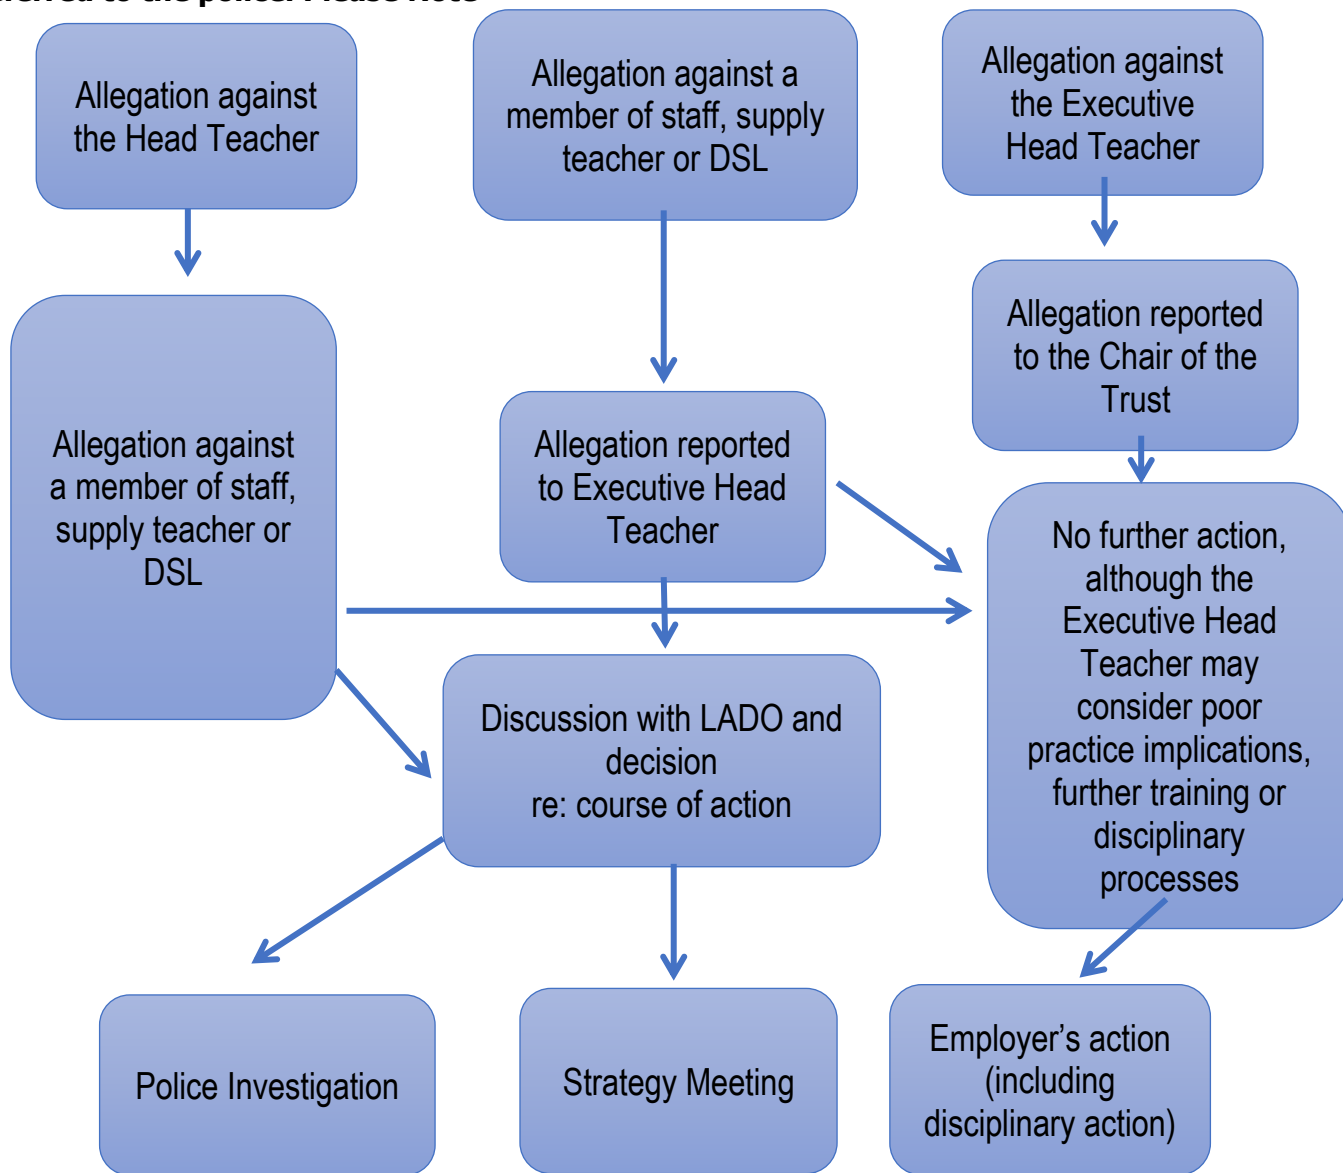 Please Note
Allegation against
the Head Teacher
Allegation against a
member of staff, supply
teacher or DSL
Allegation against
the Executive
Head Teacher
Allegation reported
to the Chair of the
Trust
Allegation against
a member of staff,
supply teacher or
DSL
Allegation reported
to Executive Head
Teacher
No further action,
although the
Executive Head
Teacher may
consider poor
practice implications,
further training or
disciplinary
processes
Discussion with LADO and
decision
re: course of action
Police Investigation
Strategy Meeting
Employer’s action
(including
disciplinary action)